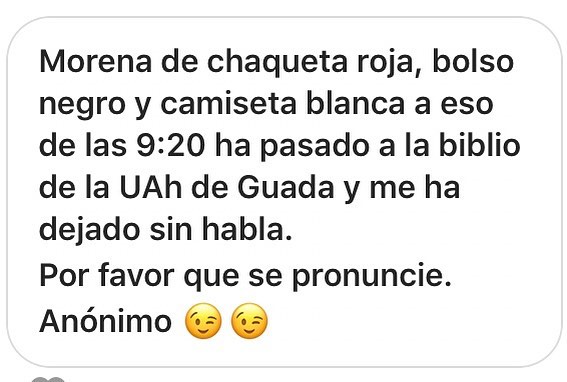 Morena de chaqueta roja, bolso
negro y camiseta blanca a eso
de las 9:20 ha pasado a la biblio
de la UAh de Guada y me ha
dejado sin habla.
Por favor que se pronuncie.
Anónimo 😉😉